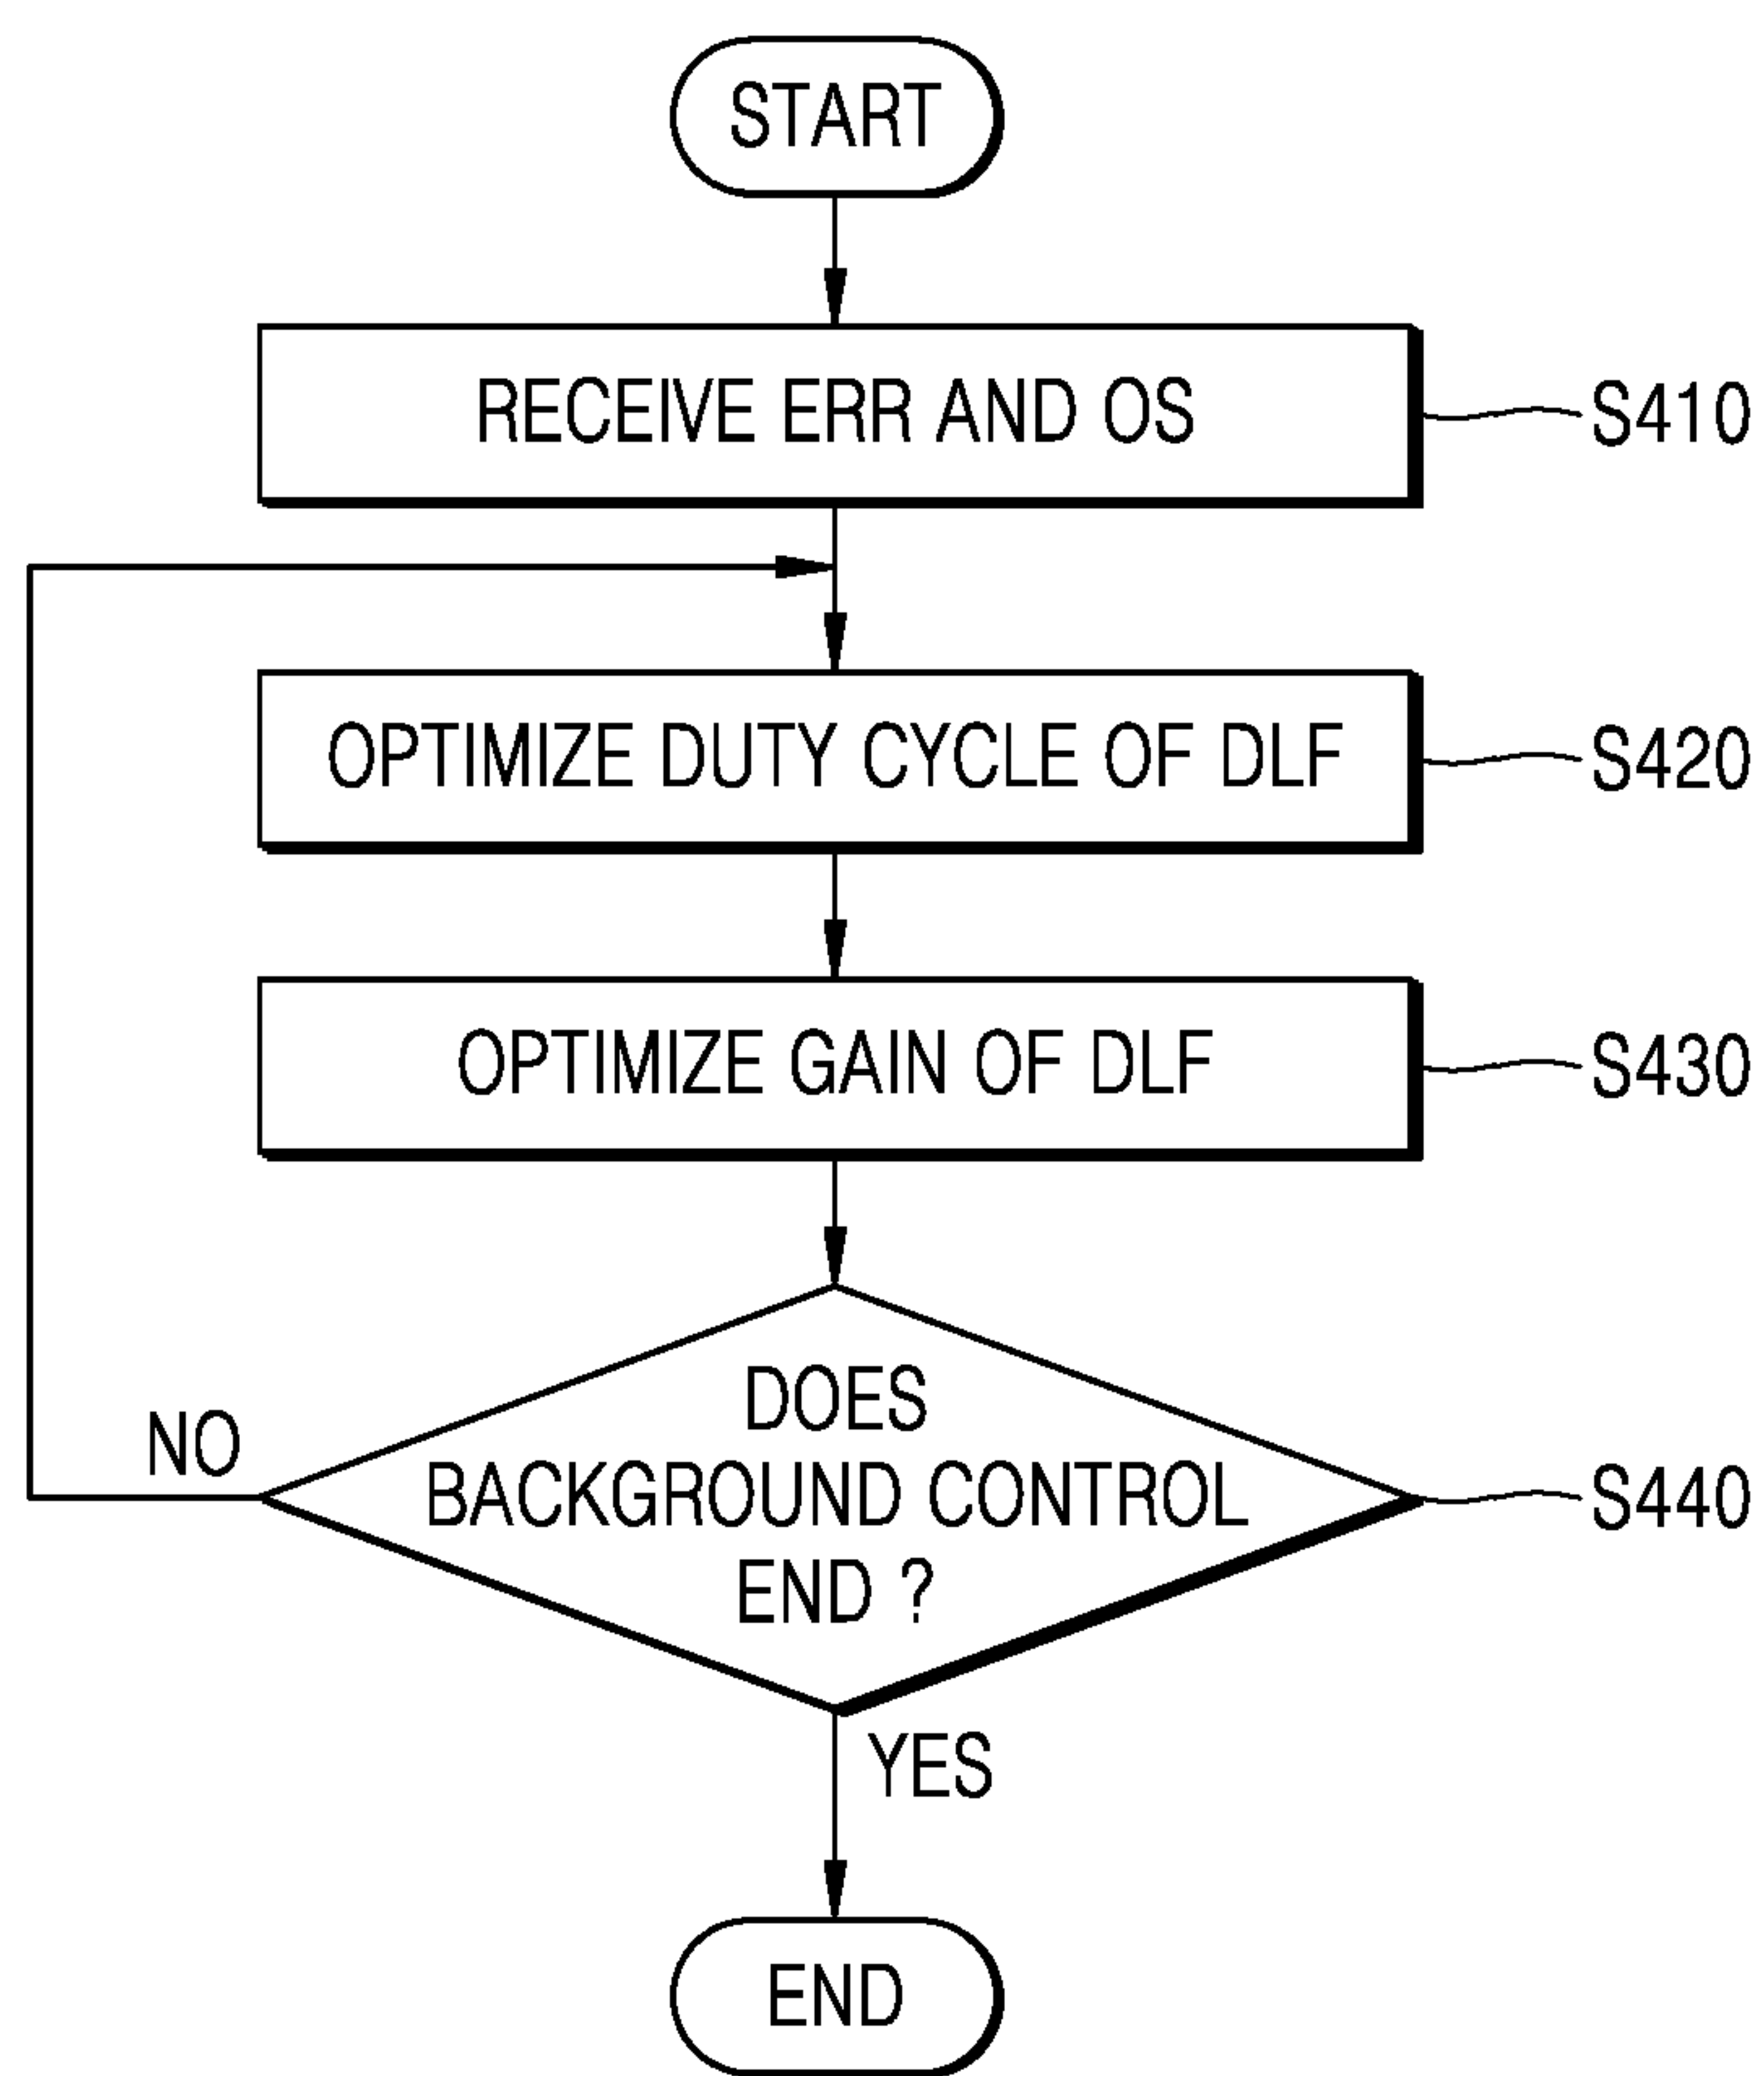 START
RECEIVE ERR AND OS
S410
OPTIMIZE DUTY CYCLE OF DLF
S420
OPTIMIZE GAIN OF DLF
S430
DOES
BACKGROUND CONTROL
END ?
S440
NO
YES
END